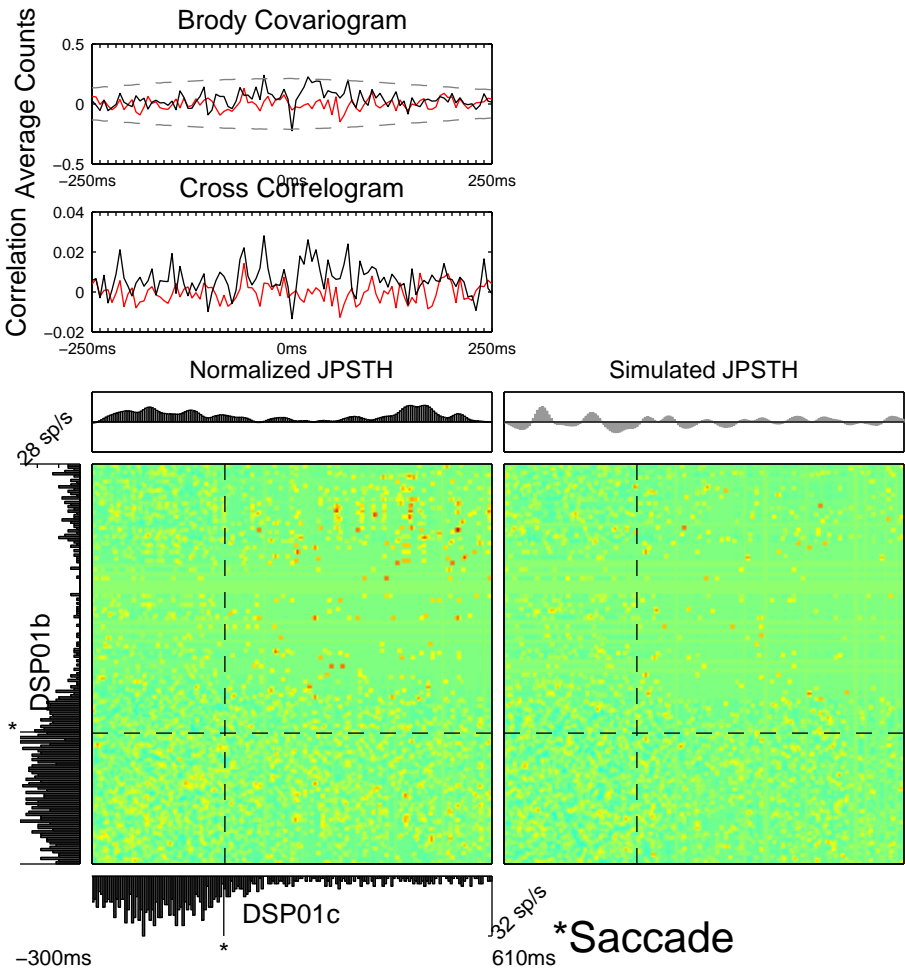 Brody Covariogram
Average Counts
0.5
0
−0.5
−250ms
0ms
250ms
Cross Correlogram
Correlation
0.04
0.02
0
−0.02
−250ms
0ms
250ms
Normalized JPSTH
Simulated JPSTH
28 sp/s
DSP01b
*
DSP01c
*
32 sp/s
*Saccade
−300ms
610ms